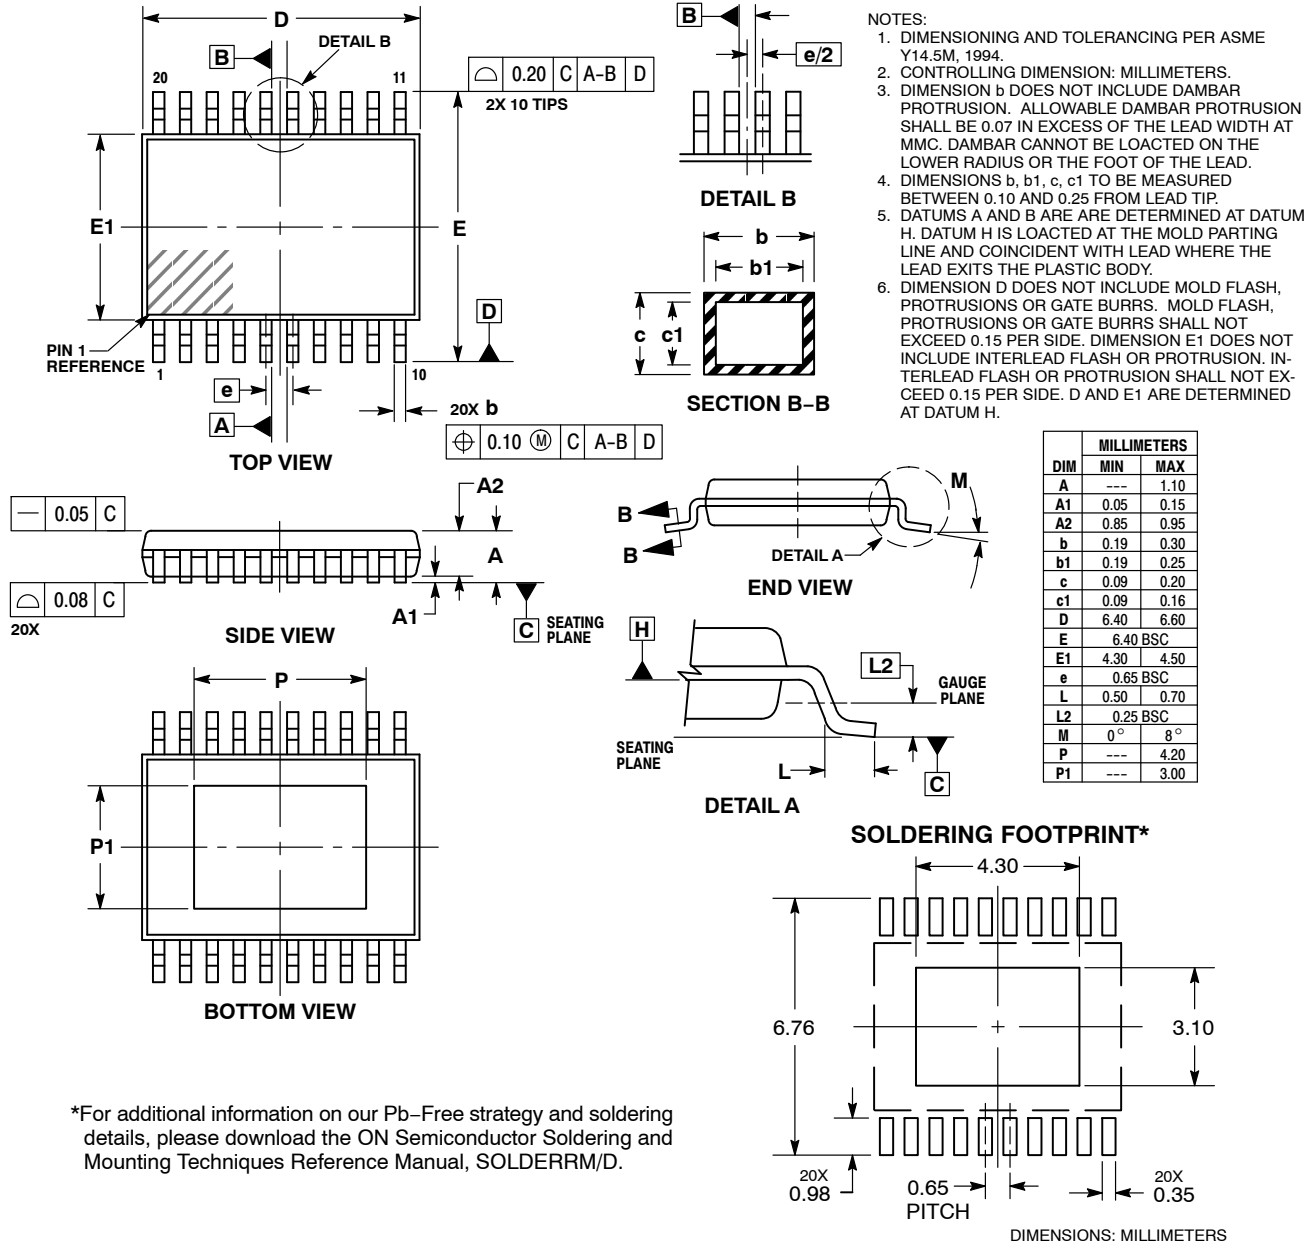 D
B
DETAIL B
20
11
0.20 C A–B D
2X 10 TIPS
E1
E
D
PIN 1
REFERENCE
1
10
e
20X b
A
0.10 Ⓜ C A–B D
TOP VIEW
B
e/2
DETAIL B
b
b1
c
c1
SECTION B–B
NOTES:
1. DIMENSIONING AND TOLERANCING PER ASME
Y14.5M, 1994.
2. CONTROLLING DIMENSION: MILLIMETERS.
3. DIMENSION b DOES NOT INCLUDE DAMBAR
PROTRUSION. ALLOWABLE DAMBAR PROTRUSION
SHALL BE 0.07 IN EXCESS OF THE LEAD WIDTH AT
MMC. DAMBAR CANNOT BE LOACTED ON THE
LOWER RADIUS OR THE FOOT OF THE LEAD.
4. DIMENSIONS b, b1, c, c1 TO BE MEASURED
BETWEEN 0.10 AND 0.25 FROM LEAD TIP.
5. DATUMS A AND B ARE ARE DETERMINED AT DATUM
H. DATUM H IS LOACTED AT THE MOLD PARTING
LINE AND COINCIDENT WITH LEAD WHERE THE
LEAD EXITS THE PLASTIC BODY.
6. DIMENSION D DOES NOT INCLUDE MOLD FLASH,
PROTRUSIONS OR GATE BURRS. MOLD FLASH,
PROTRUSIONS OR GATE BURRS SHALL NOT
EXCEED 0.15 PER SIDE. DIMENSION E1 DOES NOT
INCLUDE INTERLEAD FLASH OR PROTRUSION. IN-
TERLEAD FLASH OR PROTRUSION SHALL NOT EX-
CEED 0.15 PER SIDE. D AND E1 ARE DETERMINED
AT DATUM H.
MILLIMETERS
DIM MIN MAX
A --- 1.10
A1 0.05 0.15
A2 0.85 0.95
b 0.19 0.30
b1 0.19 0.25
c 0.09 0.20
c1 0.09 0.16
D 6.40 6.60
E 6.40 BSC
E1 4.30 4.50
e 0.65 BSC
L 0.50 0.70
L2 0.25 BSC
M 0° 8°
P --- 4.20
P1 --- 3.00
0.05 C
A2
A
0.08 C
20X
A1
C SEATING
PLANE
SIDE VIEW
B
B
M
DETAIL A
END VIEW
H
L2
GAUGE
PLANE
SEATING
PLANE
L
C
DETAIL A
P
P1
BOTTOM VIEW
SOLDERING FOOTPRINT*
4.30
6.76
3.10
20X
0.98
0.65
PITCH
20X
0.35
DIMENSIONS: MILLIMETERS
*For additional information on our Pb–Free strategy and soldering
details, please download the ON Semiconductor Soldering and
Mounting Techniques Reference Manual, SOLDERRM/D.